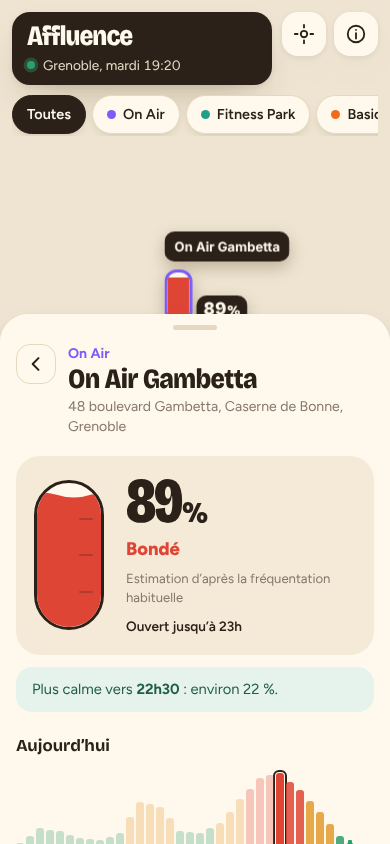 Affluence
Grenoble, mardi 19:20
Toutes
On Air
Fitness Park
Basic
On Air Gambetta
89%
On Air
On Air Gambetta
48 boulevard Gambetta, Caserne de Bonne,
Grenoble
89%
Bondé
Estimation d’après la fréquentation
habituelle
Ouvert jusqu’à 23h
Plus calme vers 22h30 : environ 22 %.
Aujourd’hui